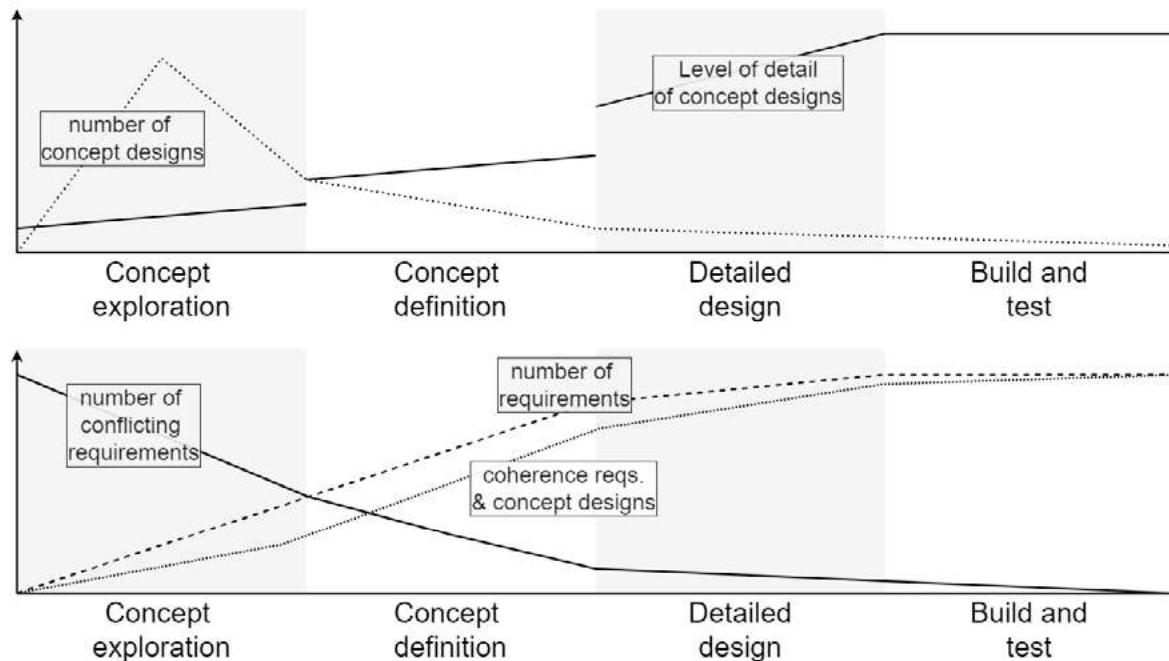 Level of detail
of concept designs
number of
concept designs
Concept
exploration
Concept
definition
Detailed
design
Build and
test
number of
conflicting
requirements
number of
requirements
coherence reqs.
& concept designs
Concept
exploration
Concept
definition
Detailed
design
Build and
test